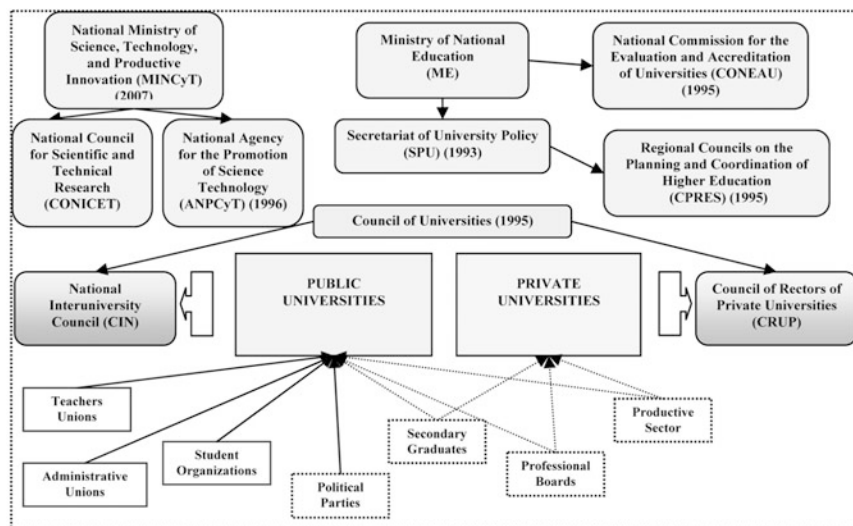 National Ministry of
Science, Technology,
and Productive
Innovation (MINCyT)
(2007)
Ministry of National
Education
(ME)
National Commission for the
Evaluation and Accreditation
of Universities (CONEAU)
(1995)
National Council
for Scientific and
Technical
Research
(CONICET)
National Agency
for the Promotion
of Science
Technology
(ANPCyT) (1996)
Secretariat of University Policy
(SPU) (1993)
Regional Councils on the
Planning and Coordination of
Higher Education
(CPRES) (1995)
Council of Universities (1995)
National
Interuniversity
Council (CIN)
PUBLIC
UNIVERSITIES
PRIVATE
UNIVERSITIES
Council of Rectors of
Private Universities
(CRUP)
Teachers
Unions
Administrative
Unions
Student
Organizations
Political
Parties
Secondary
Graduates
Professional
Boards
Productive
Sector